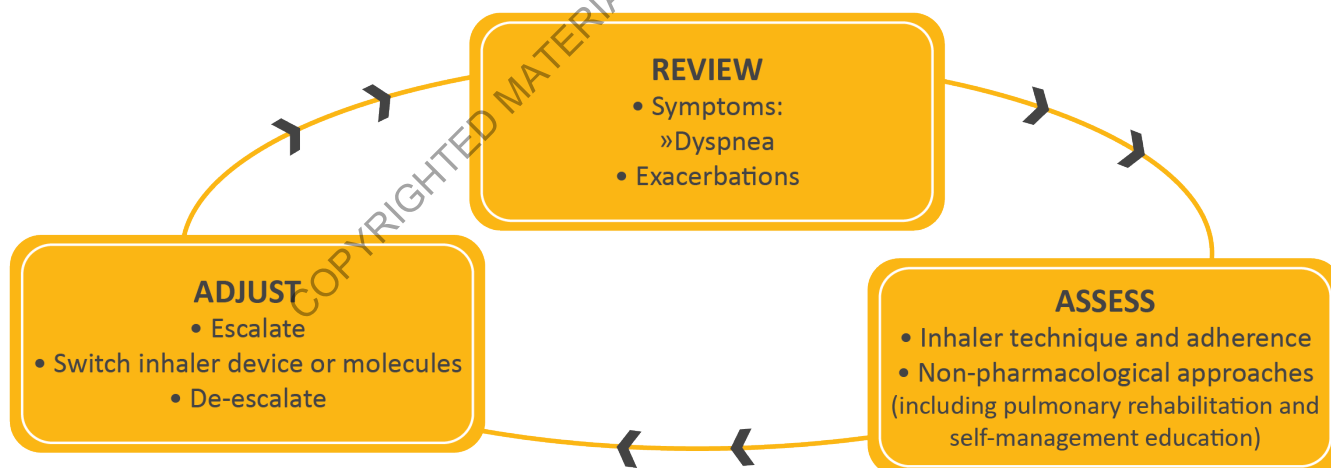 REVIEW
• Symptoms:
»Dyspnea
• Exacerbations
ASSESS
• Inhaler technique and adherence
• Non-pharmacological approaches
(including pulmonary rehabilitation and
self-management education)
ADJUST
• Escalate
• Switch inhaler device or molecules
• De-escalate
COPYRIGHTED MATERIA